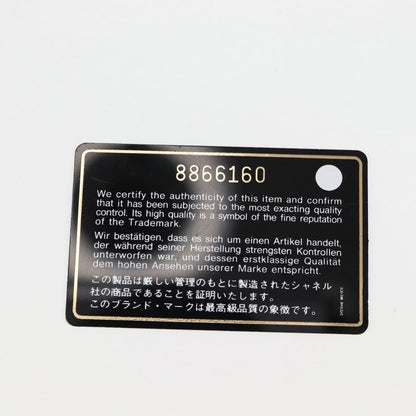 8866160
We certify the authenticity of this item and confirm
that it has been subjected to the most exacting quality
control. Its high quality is a symbol of the fine reputation
of the Trademark.
Wir bestätigen, dass es sich um einen Artikel handelt,
der während seiner Herstellung strengsten Kontrollen
unterworfen war, und dessen erstklassige Qualität
dem hohen Ansehen unserer Marke entspricht.
この製品は厳しい管理のもとに製造されたシャネル
社の商品であることを証明いたします。
このブランド・マークは最高級品質の象徴です。